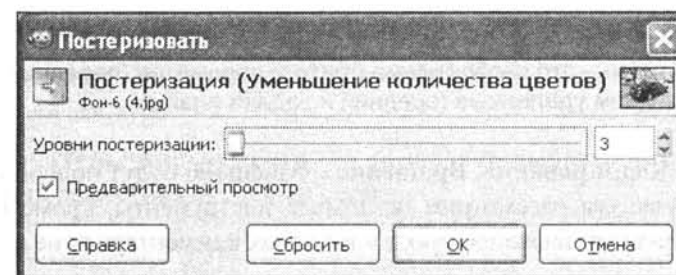 Постеризовать
Постеризация (Уменьшение количества цветов)
Фон-6 (4.jpg)
Уровни постеризации: 3
Предварительный просмотр
Справка Сбросить OK Отмена